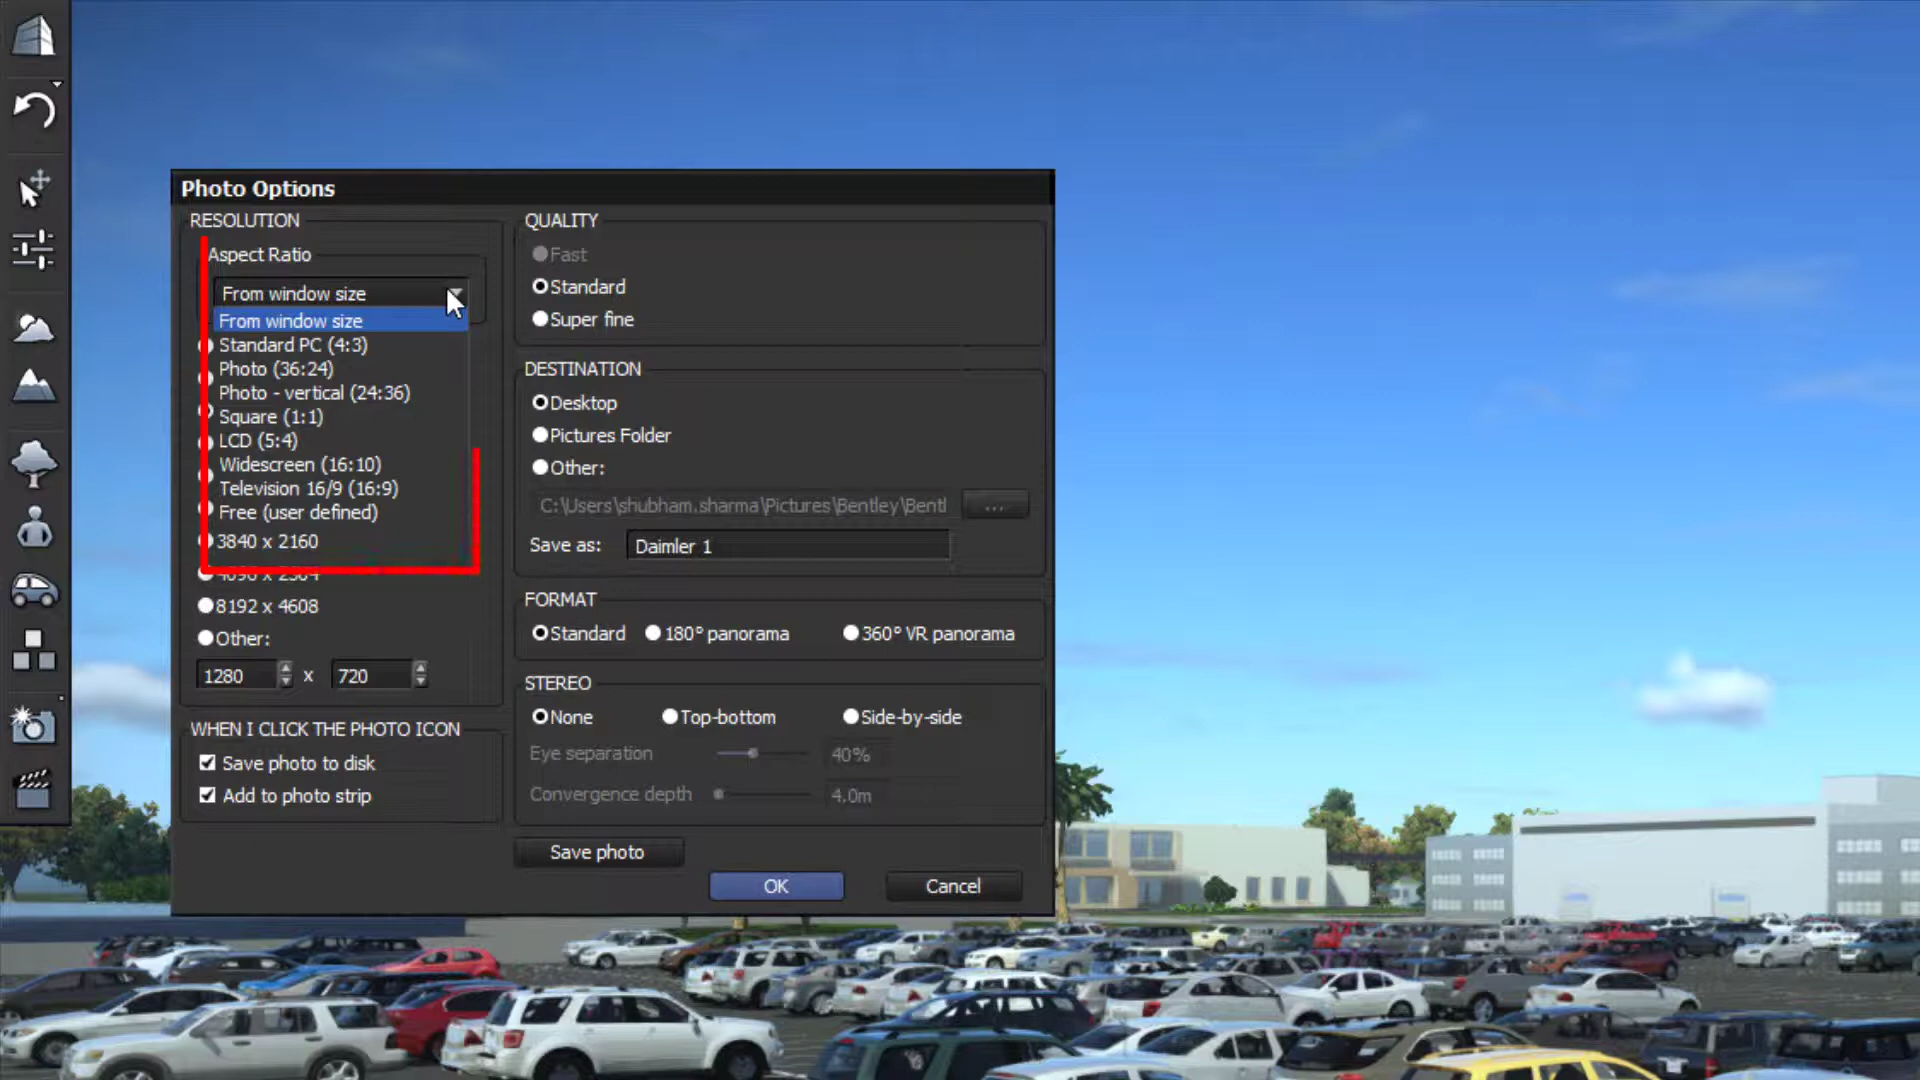 Photo Options
RESOLUTION
Aspect Ratio
From window size
From window size
Standard PC (4:3)
Photo (36:24)
Photo - vertical (24:36)
Square (1:1)
LCD (5:4)
Widescreen (16:10)
Television 16/9 (16:9)
Free (user defined)
3840 x 2160
8192 x 4608
Other:
1280 x 720
WHEN I CLICK THE PHOTO ICON
Save photo to disk
Add to photo strip
QUALITY
Fast
Standard
Super fine
DESTINATION
Desktop
Pictures Folder
Other:
C:\Users\shubham.sharma\Pictures\Bentley\Bentl ...
Save as: Daimler 1
FORMAT
Standard 180° panorama 360° VR panorama
STEREO
None Top-bottom Side-by-side
Eye separation 40%
Convergence depth 4.0m
Save photo
OK Cancel